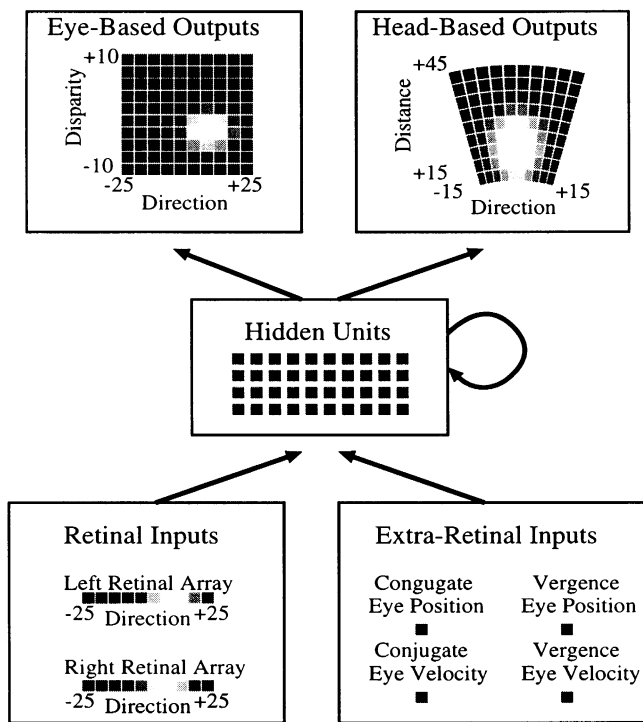 Eye-Based Outputs
+10
Disparity
-10
-25
+25
Direction
Head-Based Outputs
+45
Distance
+15
-15
+15
Direction
Hidden Units
Retinal Inputs
Left Retinal Array
-25
Direction
+25
Right Retinal Array
-25
Direction
+25
Extra-Retinal Inputs
Congugate
Eye Position
Vergence
Eye Position
Conjugate
Eye Velocity
Vergence
Eye Velocity